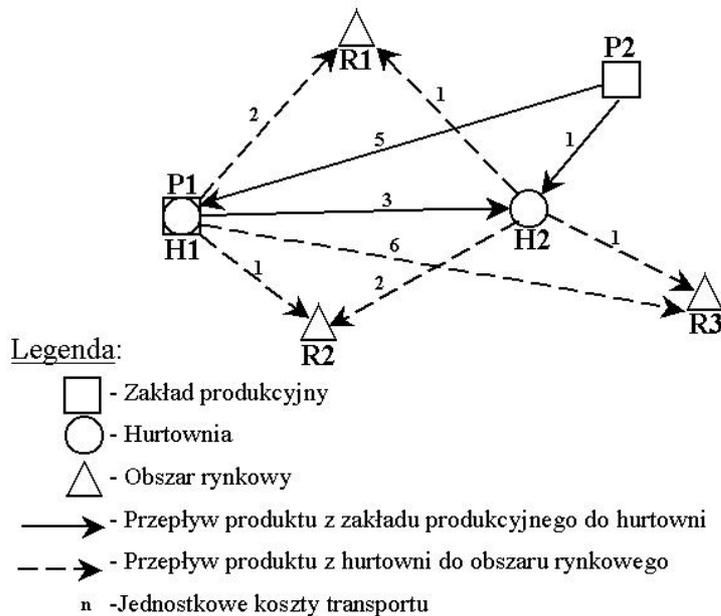 R1
P2
1
2
1
5
P1
3
H1
H2
6
1
1
2
R3
R2
Legenda:
- Zakład produkcyjny
- Hurtownia
- Obszar rynkowy
- Przepływ produktu z zakładu produkcyjnego do hurtowni
- Przepływ produktu z hurtowni do obszaru rynkowego
n -Jednostkowe koszty transportu